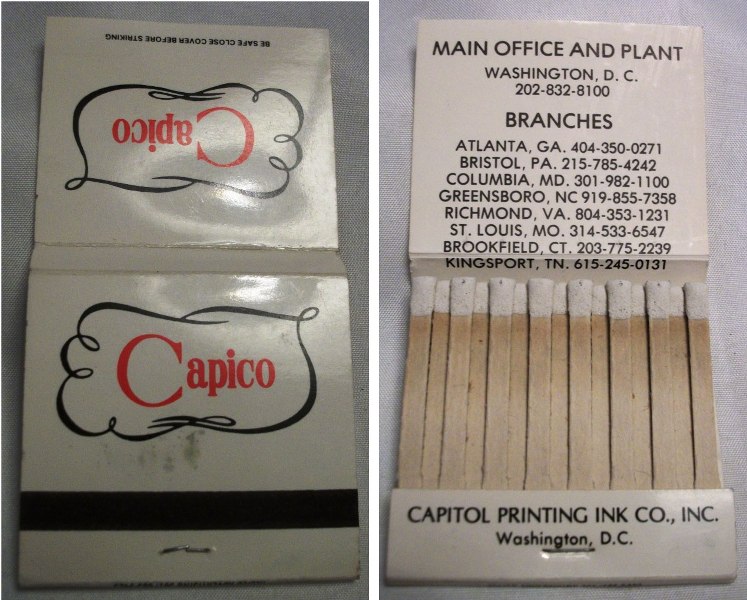 BE SAFE CLOSE COVER BEFORE STRIKING
Capico
Capico
MAIN OFFICE AND PLANT
WASHINGTON, D. C.
202-832-8100
BRANCHES
ATLANTA, GA. 404-350-0271
BRISTOL, PA. 215-785-4242
COLUMBIA, MD. 301-982-1100
GREENSBORO, NC 919-855-7358
RICHMOND, VA. 804-353-1231
ST. LOUIS, MO. 314-533-6547
BROOKFIELD, CT. 203-775-2239
KINGSPORT, TN. 615-245-0131
CAPITOL PRINTING INK CO., INC.
Washington, D.C.